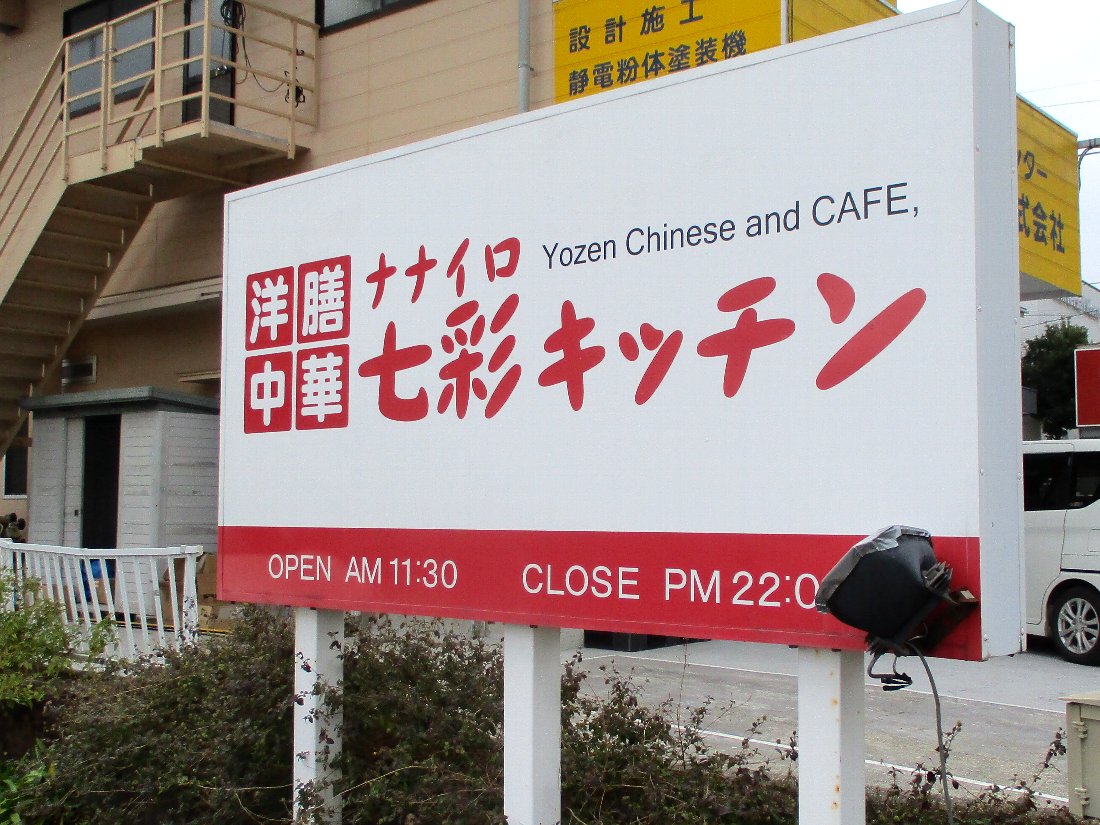 設計施工
静電粉体塗装機
ンター
式会社
Yozen Chinese and CAFE,
洋膳
中華
ナナイロ
七彩キッチン
OPEN AM 11:30 CLOSE PM 22:0